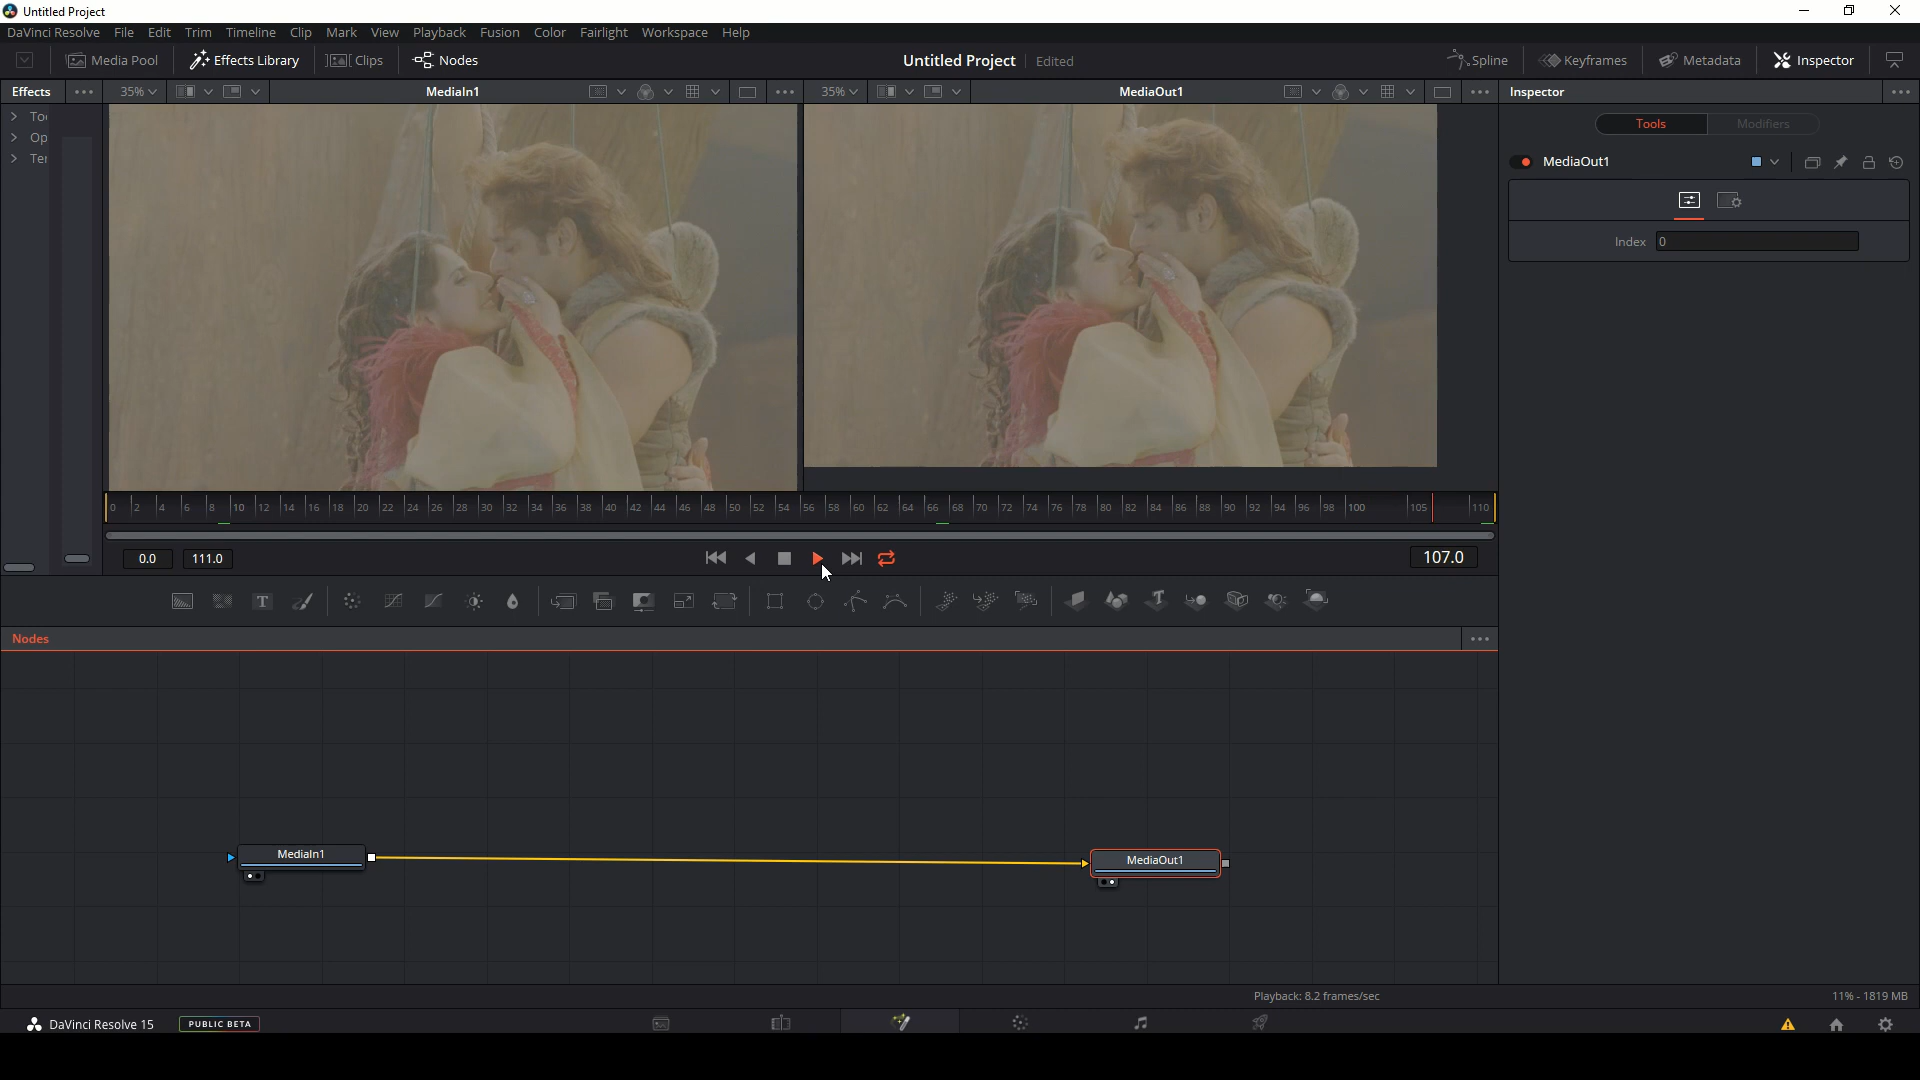 Untitled Project
DaVinci Resolve File Edit Trim Timeline Clip Mark View Playback Fusion Color Fairlight Workspace Help
Media Pool Effects Library Clips Nodes Untitled Project Edited Spline Keyframes Metadata Inspector
Effects 35% MediaIn1 35% MediaOut1 Inspector
Too
Op
Ter
Tools Modifiers
MediaOut1
Index 0
0 2 4 6 8 10 12 14 16 18 20 22 24 26 28 30 32 34 36 38 40 42 44 46 48 50 52 54 56 58 60 62 64 66 68 70 72 74 76 78 80 82 84 86 88 90 92 94 96 98 100 105 110
0.0 111.0 107.0
Nodes
MediaIn1 MediaOut1
Playback: 8.2 frames/sec 11% - 1819 MB
DaVinci Resolve 15 PUBLIC BETA